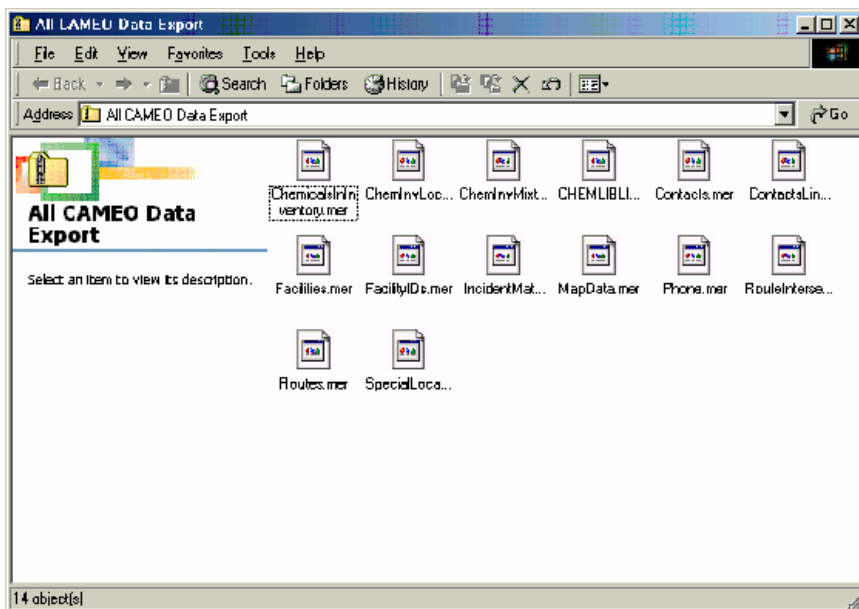 All CAMEO Data Export
File Edit View Favorites Tools Help
Back Search Folders History
Address All CAMEO Data Export Go
All CAMEO Data
Export
Select an item to view its description.
ChemicalsInIn
ventory.mer
ChemInvLoc... ChemInvMixt... CHEMLIBLI... Contacts.mer ContactsLin...
Facilities.mer FacilityIDs.mer IncidentMat... MapData.mer Phone.mer RouteInterse...
Routes.mer SpecialLoca...
14 object(s)